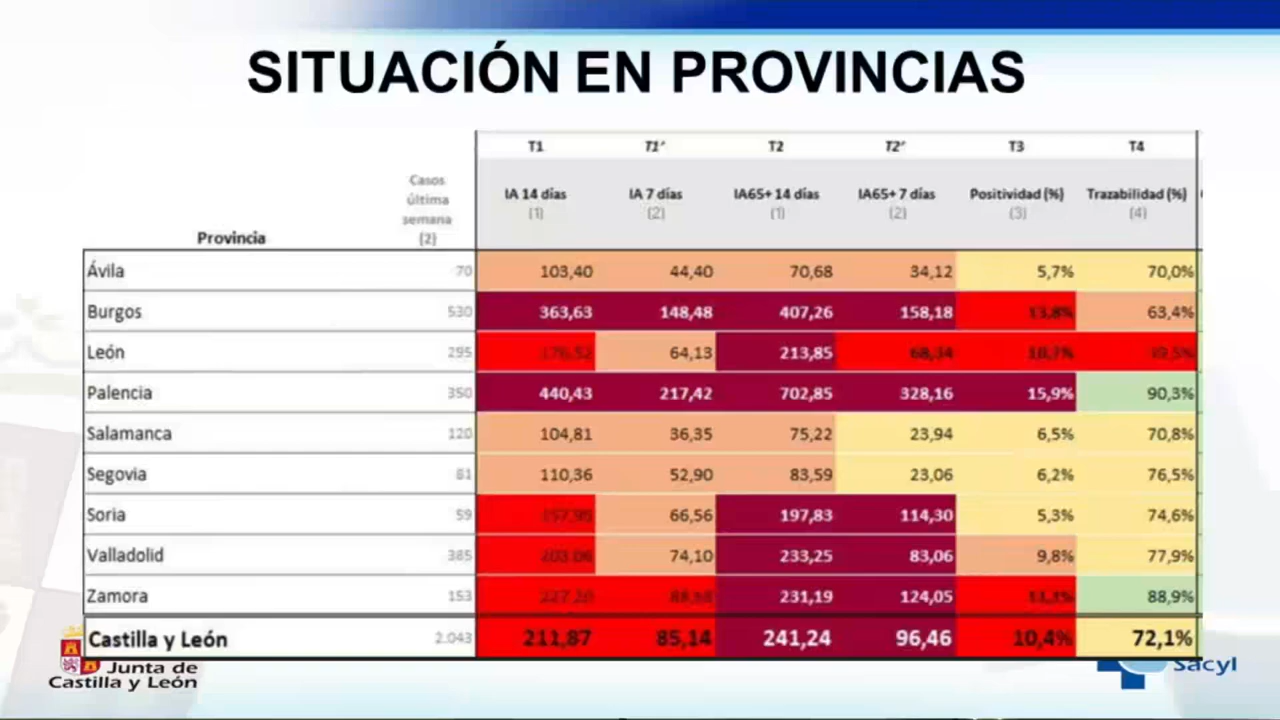 SITUACIÓN EN PROVINCIAS
T1 T1' T2 T2' T3 T4
Provincia Casos última semana (2) IA 14 días (1) IA 7 días (2) IA65+ 14 días (1) IA65+ 7 días (2) Positividad (%) (3) Trazabilidad (%) (4)
Ávila 70 103,40 44,40 70,68 34,12 5,7% 70,0%
Burgos 530 363,63 148,48 407,26 158,18 13,8% 63,4%
León 295 64,13 213,85 68,34 10,7%
Palencia 350 440,43 217,42 702,85 328,16 15,9% 90,3%
Salamanca 120 104,81 36,35 75,22 23,94 6,5% 70,8%
Segovia 81 110,36 52,90 83,59 23,06 6,2% 76,5%
Soria 59 66,56 197,83 114,30 5,3% 74,6%
Valladolid 385 203,06 74,10 233,25 83,06 9,8% 77,9%
Zamora 153 231,19 124,05 88,9%
Castilla y León 2.043 211,87 85,14 241,24 96,46 10,4% 72,1%
Junta de
Castilla y León
Sacyl